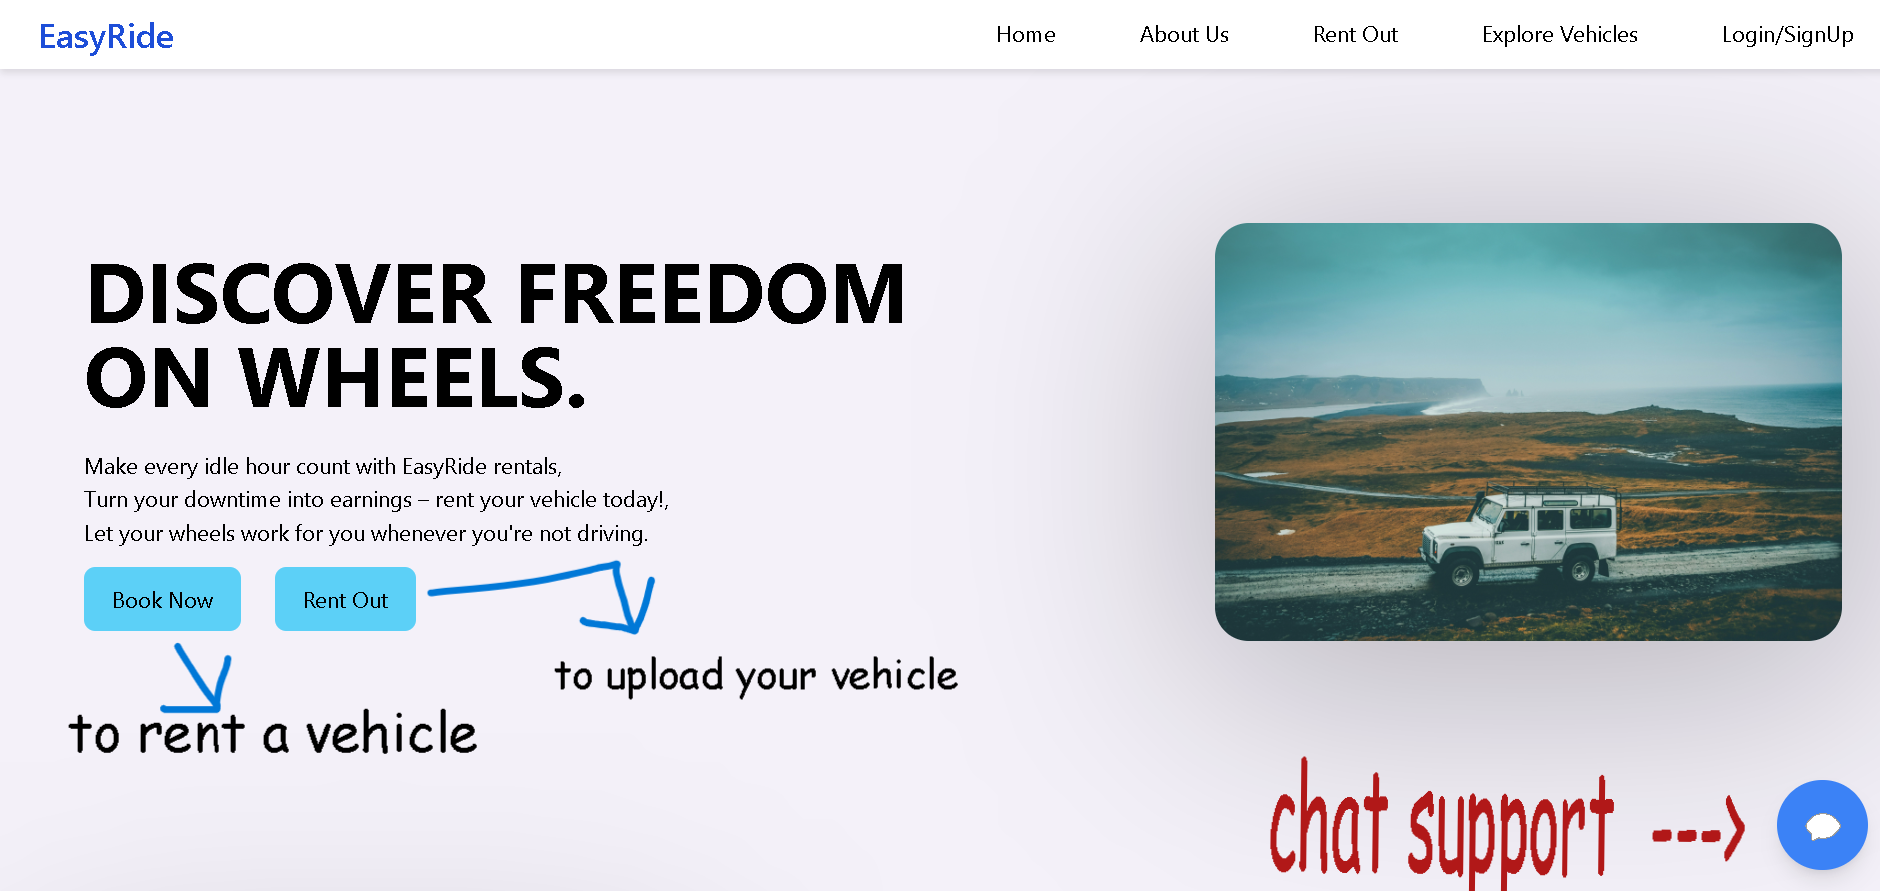 EasyRide
Home
About Us
Rent Out
Explore Vehicles
Login/SignUp
DISCOVER FREEDOM
ON WHEELS.
Make every idle hour count with EasyRide rentals,
Turn your downtime into earnings – rent your vehicle today!,
Let your wheels work for you whenever you're not driving.
Book Now
Rent Out
to upload your vehicle
to rent a vehicle
chat support --->